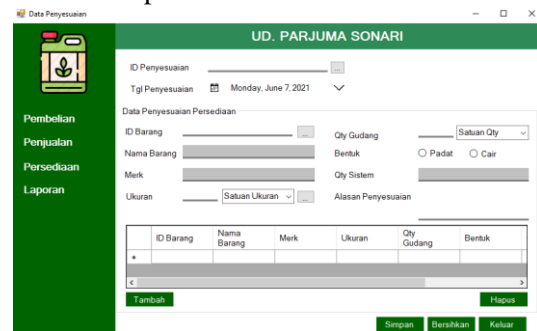 Data Penyesuaian
UD. PARJUMA SONARI
ID Penyesuaian ...
Tgl Penyesuaian Monday, June 7, 2021
Pembelian
Penjualan
Persediaan
Laporan
Data Penyesuaian Persediaan
ID Barang ... Qty Gudang Satuan Qty
Nama Barang Bentuk Padat Cair
Merk Qty Sistem
Ukuran Satuan Ukuran ... Alasan Penyesuaian
ID Barang Nama Barang Merk Ukuran Qty Gudang Bentuk
Tambah Hapus
Simpan Bersihkan Keluar